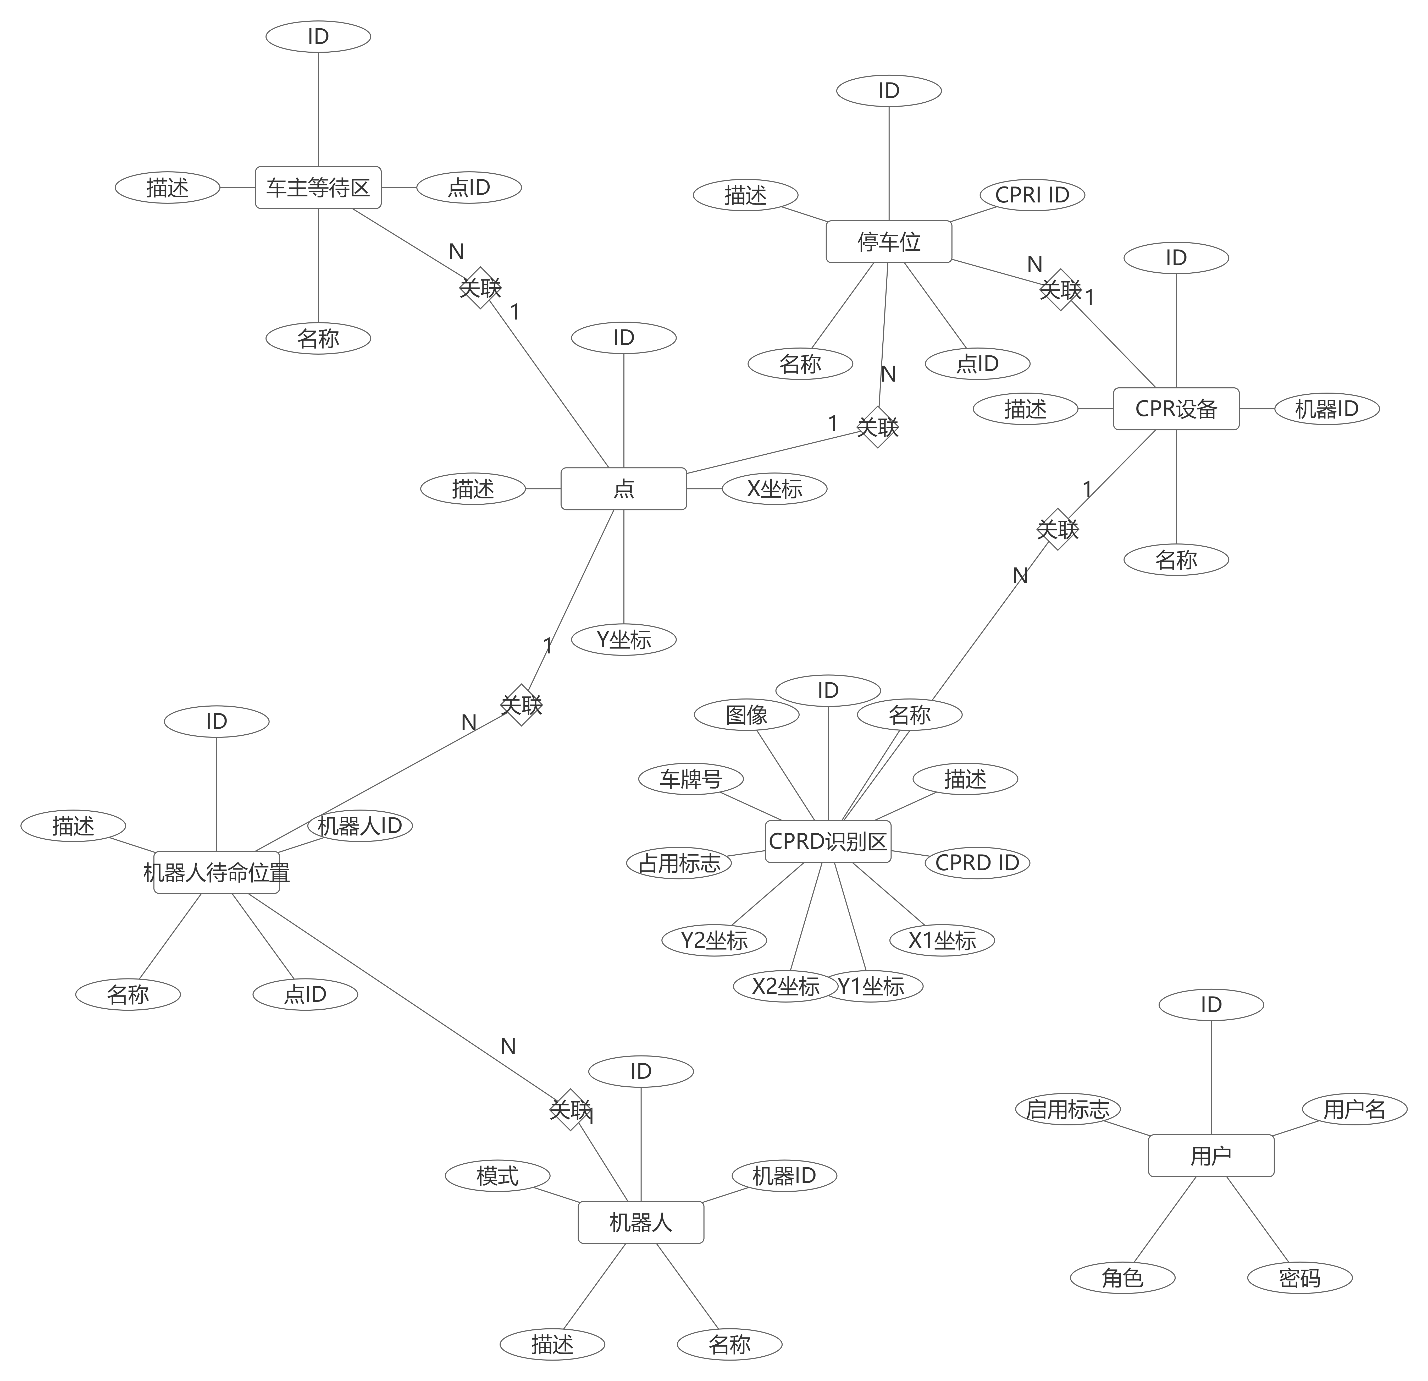 ID
车主等待区
描述
点ID
名称
N
关联
1
ID
停车位
描述
CPRI ID
名称
点ID
N
关联
1
N
关联
1
ID
CPR设备
描述
机器ID
名称
1
关联
N
ID
点
描述
X坐标
Y坐标
1
关联
N
ID
机器人待命位置
描述
机器人ID
名称
点ID
N
关联
1
ID
图像
名称
车牌号
描述
CPRD识别区
占用标志
CPRD ID
Y2坐标
X1坐标
X2坐标
Y1坐标
ID
模式
机器ID
机器人
描述
名称
ID
启用标志
用户名
用户
角色
密码